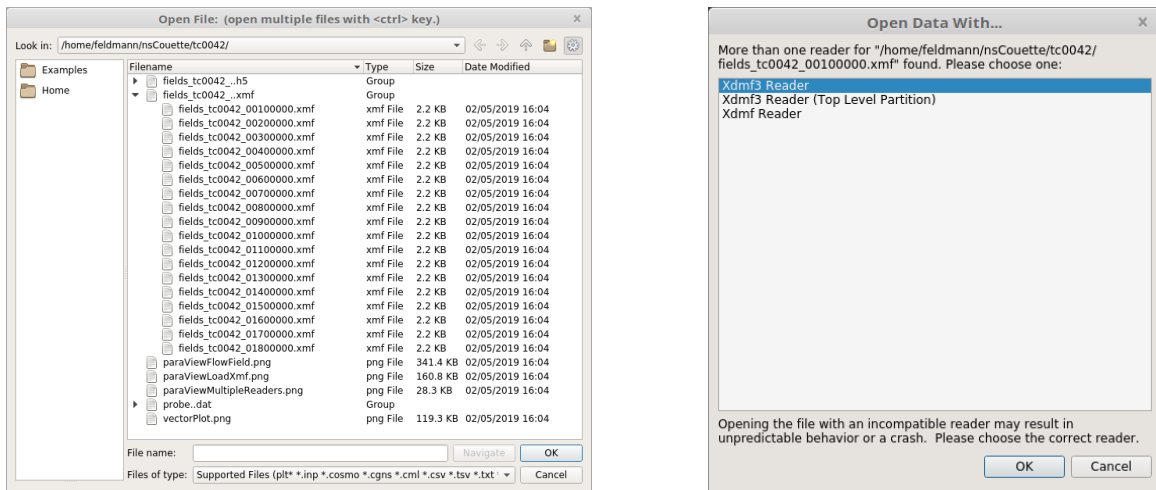 Open File:  (open multiple files with <ctrl> key.)
Look in: /home/feldmann/nsCouette/tc0042/
Examples
Home
Filename Type Size Date Modified
fields_tc0042_..h5 Group
fields_tc0042_..xmf Group
fields_tc0042_00100000.xmf xmf File 2.2 KB 02/05/2019 16:04
fields_tc0042_00200000.xmf xmf File 2.2 KB 02/05/2019 16:04
fields_tc0042_00300000.xmf xmf File 2.2 KB 02/05/2019 16:04
fields_tc0042_00400000.xmf xmf File 2.2 KB 02/05/2019 16:04
fields_tc0042_00500000.xmf xmf File 2.2 KB 02/05/2019 16:04
fields_tc0042_00600000.xmf xmf File 2.2 KB 02/05/2019 16:04
fields_tc0042_00700000.xmf xmf File 2.2 KB 02/05/2019 16:04
fields_tc0042_00800000.xmf xmf File 2.2 KB 02/05/2019 16:04
fields_tc0042_00900000.xmf xmf File 2.2 KB 02/05/2019 16:04
fields_tc0042_01000000.xmf xmf File 2.2 KB 02/05/2019 16:04
fields_tc0042_01100000.xmf xmf File 2.2 KB 02/05/2019 16:04
fields_tc0042_01200000.xmf xmf File 2.2 KB 02/05/2019 16:04
fields_tc0042_01300000.xmf xmf File 2.2 KB 02/05/2019 16:04
fields_tc0042_01400000.xmf xmf File 2.2 KB 02/05/2019 16:04
fields_tc0042_01500000.xmf xmf File 2.2 KB 02/05/2019 16:04
fields_tc0042_01600000.xmf xmf File 2.2 KB 02/05/2019 16:04
fields_tc0042_01700000.xmf xmf File 2.2 KB 02/05/2019 16:04
fields_tc0042_01800000.xmf xmf File 2.2 KB 02/05/2019 16:04
paraViewFlowField.png png File 341.4 KB 02/05/2019 16:04
paraViewLoadXmf.png png File 160.8 KB 02/05/2019 16:04
paraViewMultipleReaders.png png File 28.3 KB 02/05/2019 16:04
probe..dat Group
vectorPlot.png png File 119.3 KB 02/05/2019 16:04
File name: Navigate OK
Files of type: Supported Files (plt* *.inp *.cosmo *.cgns *.cml *.csv *.tsv *.txt Cancel
Open Data With...
More than one reader for "/home/feldmann/nsCouette/tc0042/
fields_tc0042_00100000.xmf" found. Please choose one:
Xdmf3 Reader
Xdmf3 Reader (Top Level Partition)
Xdmf Reader
Opening the file with an incompatible reader may result in
unpredictable behavior or a crash.  Please choose the correct reader.
OK Cancel